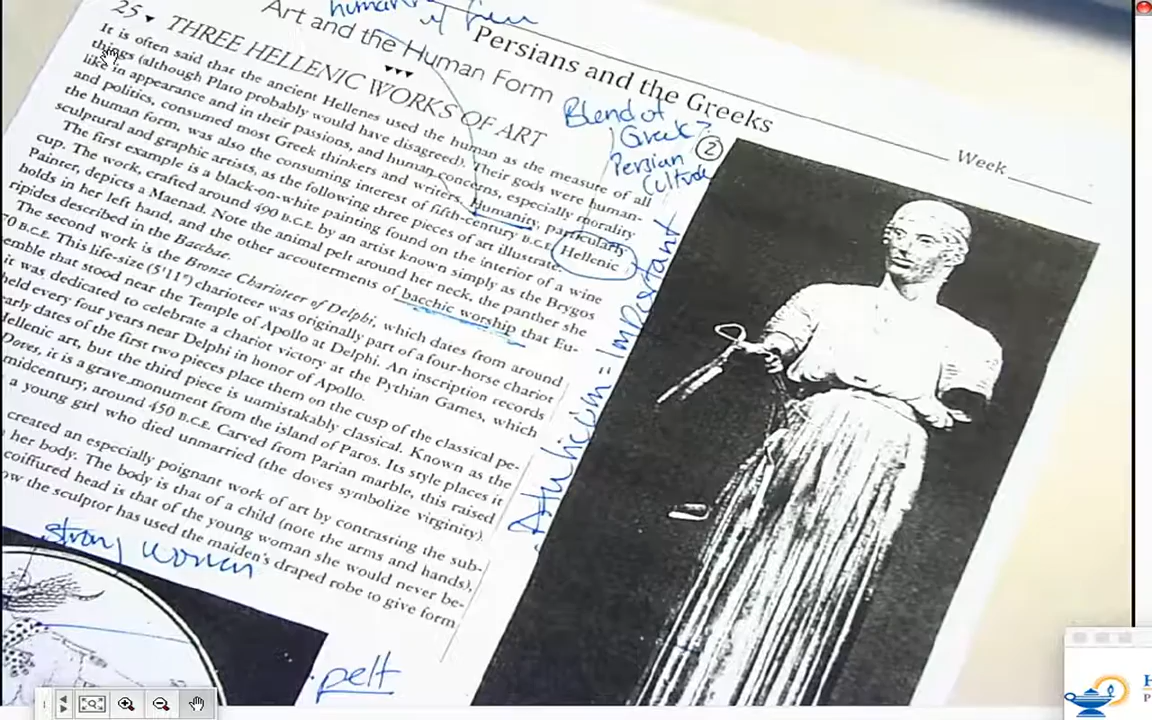 human
Art and the Human Form
Persians and the Greeks
Week
25 ▾ THREE HELLENIC WORKS OF ART
Blend of
Greek?
Persian
Culture
2
It is often said that the ancient Hellenes used the human as the measure of all
things (although Plato probably would have disagreed). Their gods were human-
like in appearance and in their passions, and human concerns, especially morality
and politics, consumed most Greek thinkers and writers. Humanity, particularly
the human form, was also the consuming interest of fifth-century B.C.E. Hellenic
sculptural and graphic artists, as the following three pieces of art illustrate.
The first example is a black-on-white painting found on the interior of a wine
cup. The work, crafted around 490 B.C.E. by an artist known simply as the Brygos
Painter, depicts a Maenad. Note the animal pelt around her neck, the panther she
holds in her left hand, and the other accouterments of bacchic worship that Eu-
ripides described in the Bacchae.
The second work is the Bronze Charioteer of Delphi, which dates from around
70 B.C.E. This life-size (5'11") charioteer was originally part of a four-horse chariot
emble that stood near the Temple of Apollo at Delphi. An inscription records
it was dedicated to celebrate a chariot victory at the Pythian Games, which
held every four years near Delphi in honor of Apollo.
early dates of the first two pieces place them on the cusp of the classical pe-
Hellenic art, but the third piece is unmistakably classical. Known as the
Doves, it is a grave monument from the island of Paros. Its style places it
midcentury, around 450 B.C.E. Carved from Parian marble, this raised
a young girl who died unmarried (the doves symbolize virginity).
created an especially poignant work of art by contrasting the sub-
her body. The body is that of a child (note the arms and hands),
coiffured head is that of the young woman she would never be-
ow the sculptor has used the maiden's draped robe to give form
= Important
strong women
pelt
H
P